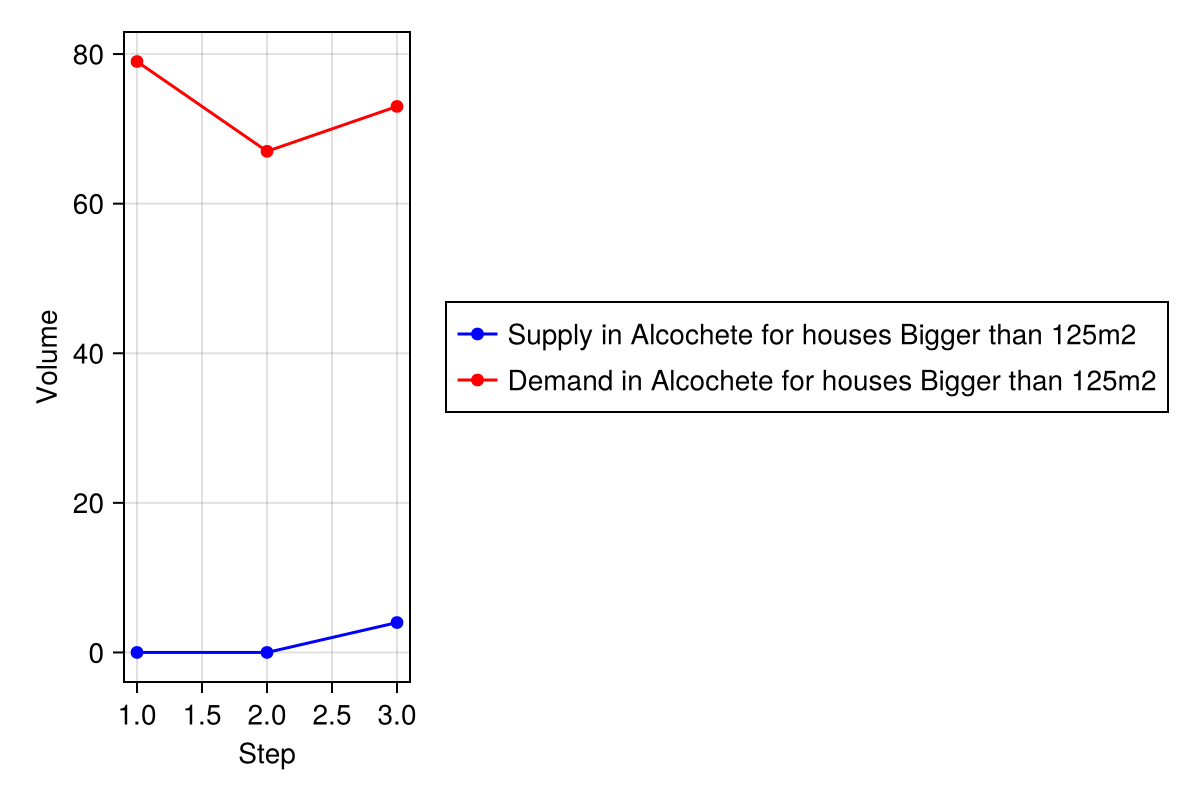 80
60
40
20
0
Volume
1.0 1.5 2.0 2.5 3.0
Step
Supply in Alcochete for houses Bigger than 125m2
Demand in Alcochete for houses Bigger than 125m2